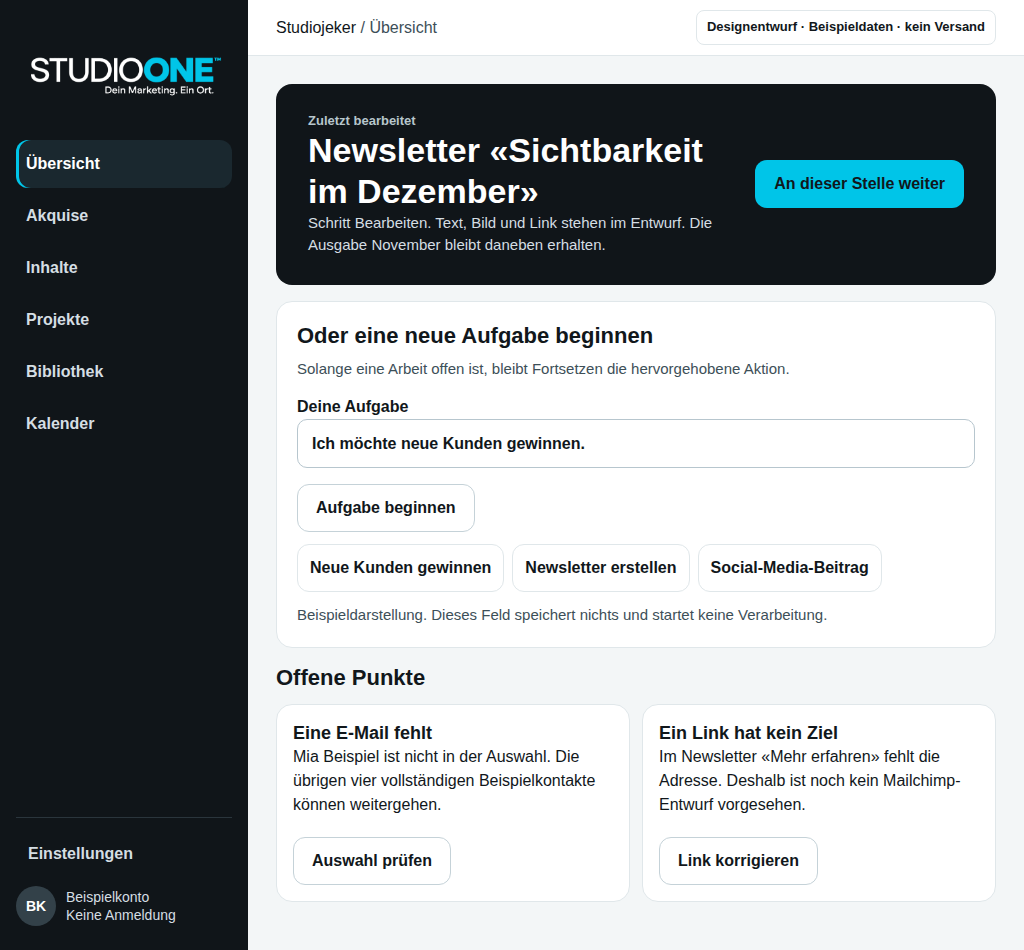 STUDIOONE™
Dein Marketing. Ein Ort.
Übersicht
Akquise
Inhalte
Projekte
Bibliothek
Kalender
Einstellungen
BK
Beispielkonto
Keine Anmeldung
Studiojeker / Übersicht
Designentwurf · Beispieldaten · kein Versand
Zuletzt bearbeitet
Newsletter «Sichtbarkeit
im Dezember»
Schritt Bearbeiten. Text, Bild und Link stehen im Entwurf. Die
Ausgabe November bleibt daneben erhalten.
An dieser Stelle weiter
Oder eine neue Aufgabe beginnen
Solange eine Arbeit offen ist, bleibt Fortsetzen die hervorgehobene Aktion.
Deine Aufgabe
Ich möchte neue Kunden gewinnen.
Aufgabe beginnen
Neue Kunden gewinnen
Newsletter erstellen
Social-Media-Beitrag
Beispieldarstellung. Dieses Feld speichert nichts und startet keine Verarbeitung.
Offene Punkte
Eine E-Mail fehlt
Mia Beispiel ist nicht in der Auswahl. Die
übrigen vier vollständigen Beispielkontakte
können weitergehen.
Auswahl prüfen
Ein Link hat kein Ziel
Im Newsletter «Mehr erfahren» fehlt die
Adresse. Deshalb ist noch kein Mailchimp-
Entwurf vorgesehen.
Link korrigieren